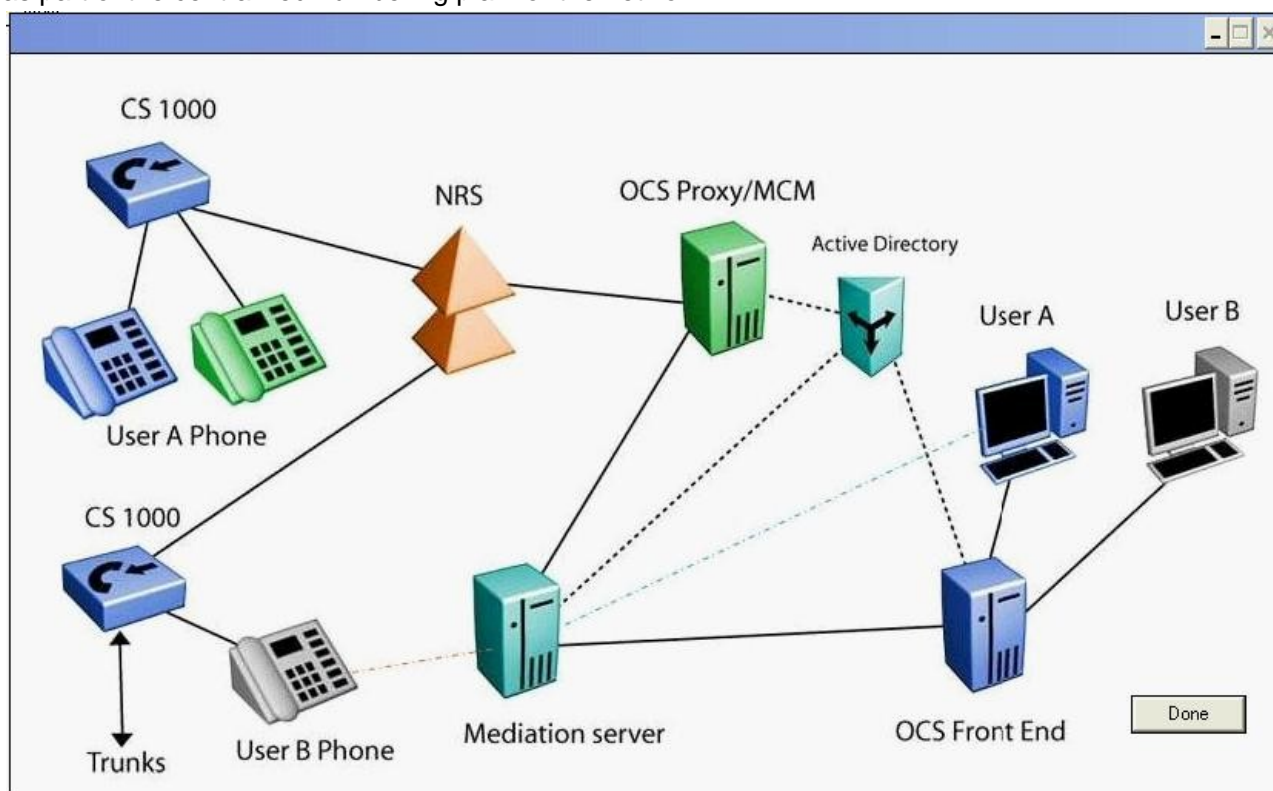 CS 1000
NRS
OCS Proxy/MCM
Active Directory
User A
User B
User A Phone
CS 1000
Trunks
User B Phone
Mediation server
OCS Front End
Done